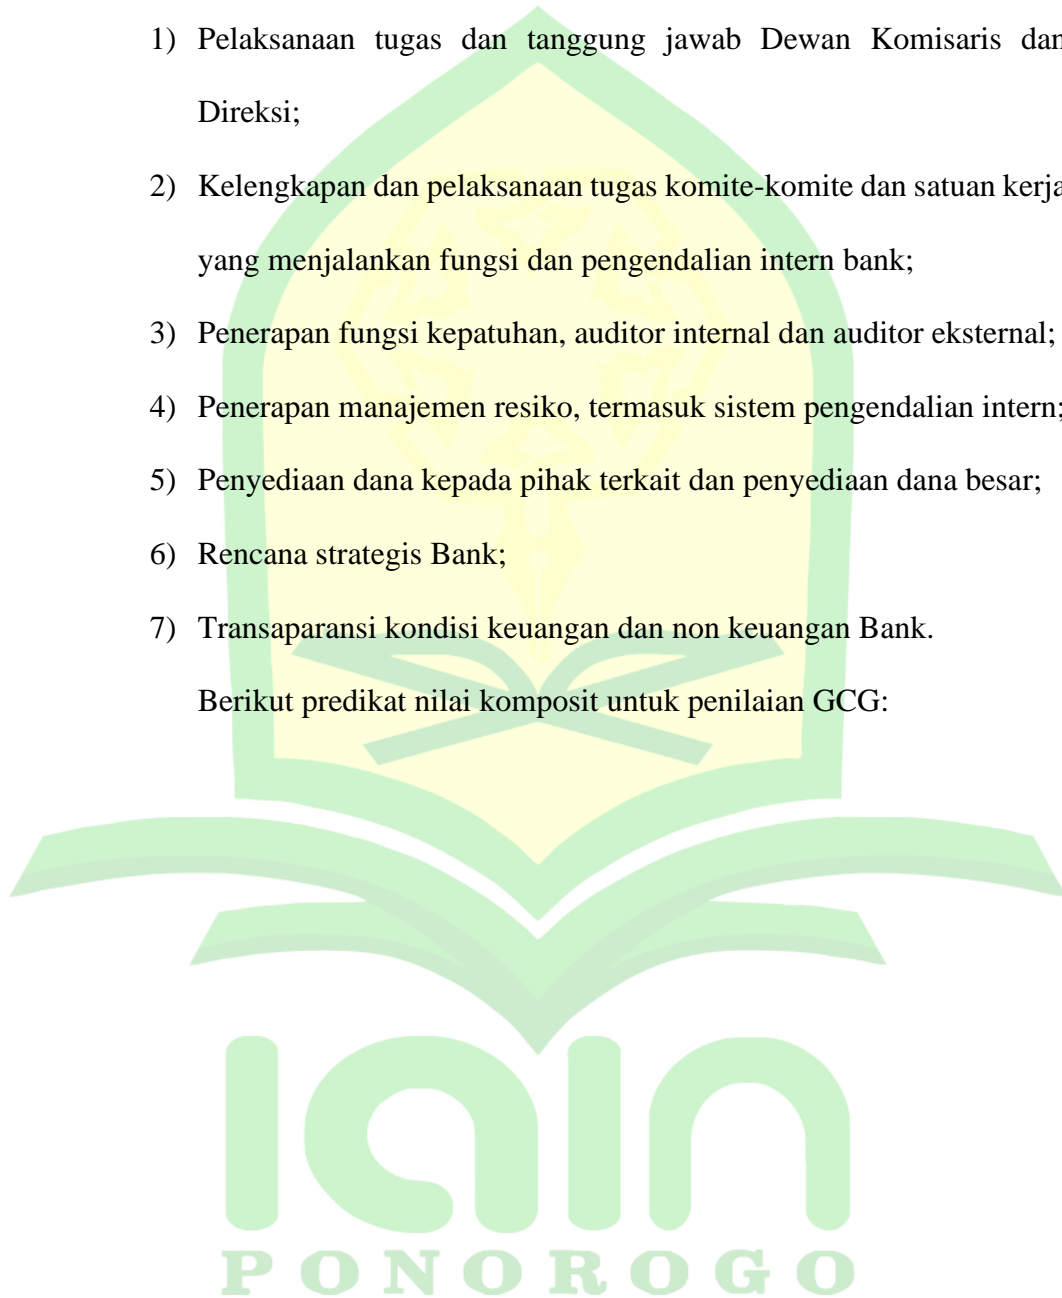 1) Pelaksanaan tugas dan tanggung jawab Dewan Komisaris dan
Direksi;
2) Kelengkapan dan pelaksanaan tugas komite-komite dan satuan kerja
yang menjalankan fungsi dan pengendalian intern bank;
3) Penerapan fungsi kepatuhan, auditor internal dan auditor eksternal;
4) Penerapan manajemen resiko, termasuk sistem pengendalian intern;
5) Penyediaan dana kepada pihak terkait dan penyediaan dana besar;
6) Rencana strategis Bank;
7) Transaparansi kondisi keuangan dan non keuangan Bank.
Berikut predikat nilai komposit untuk penilaian GCG:
IAIN
PONOROGO